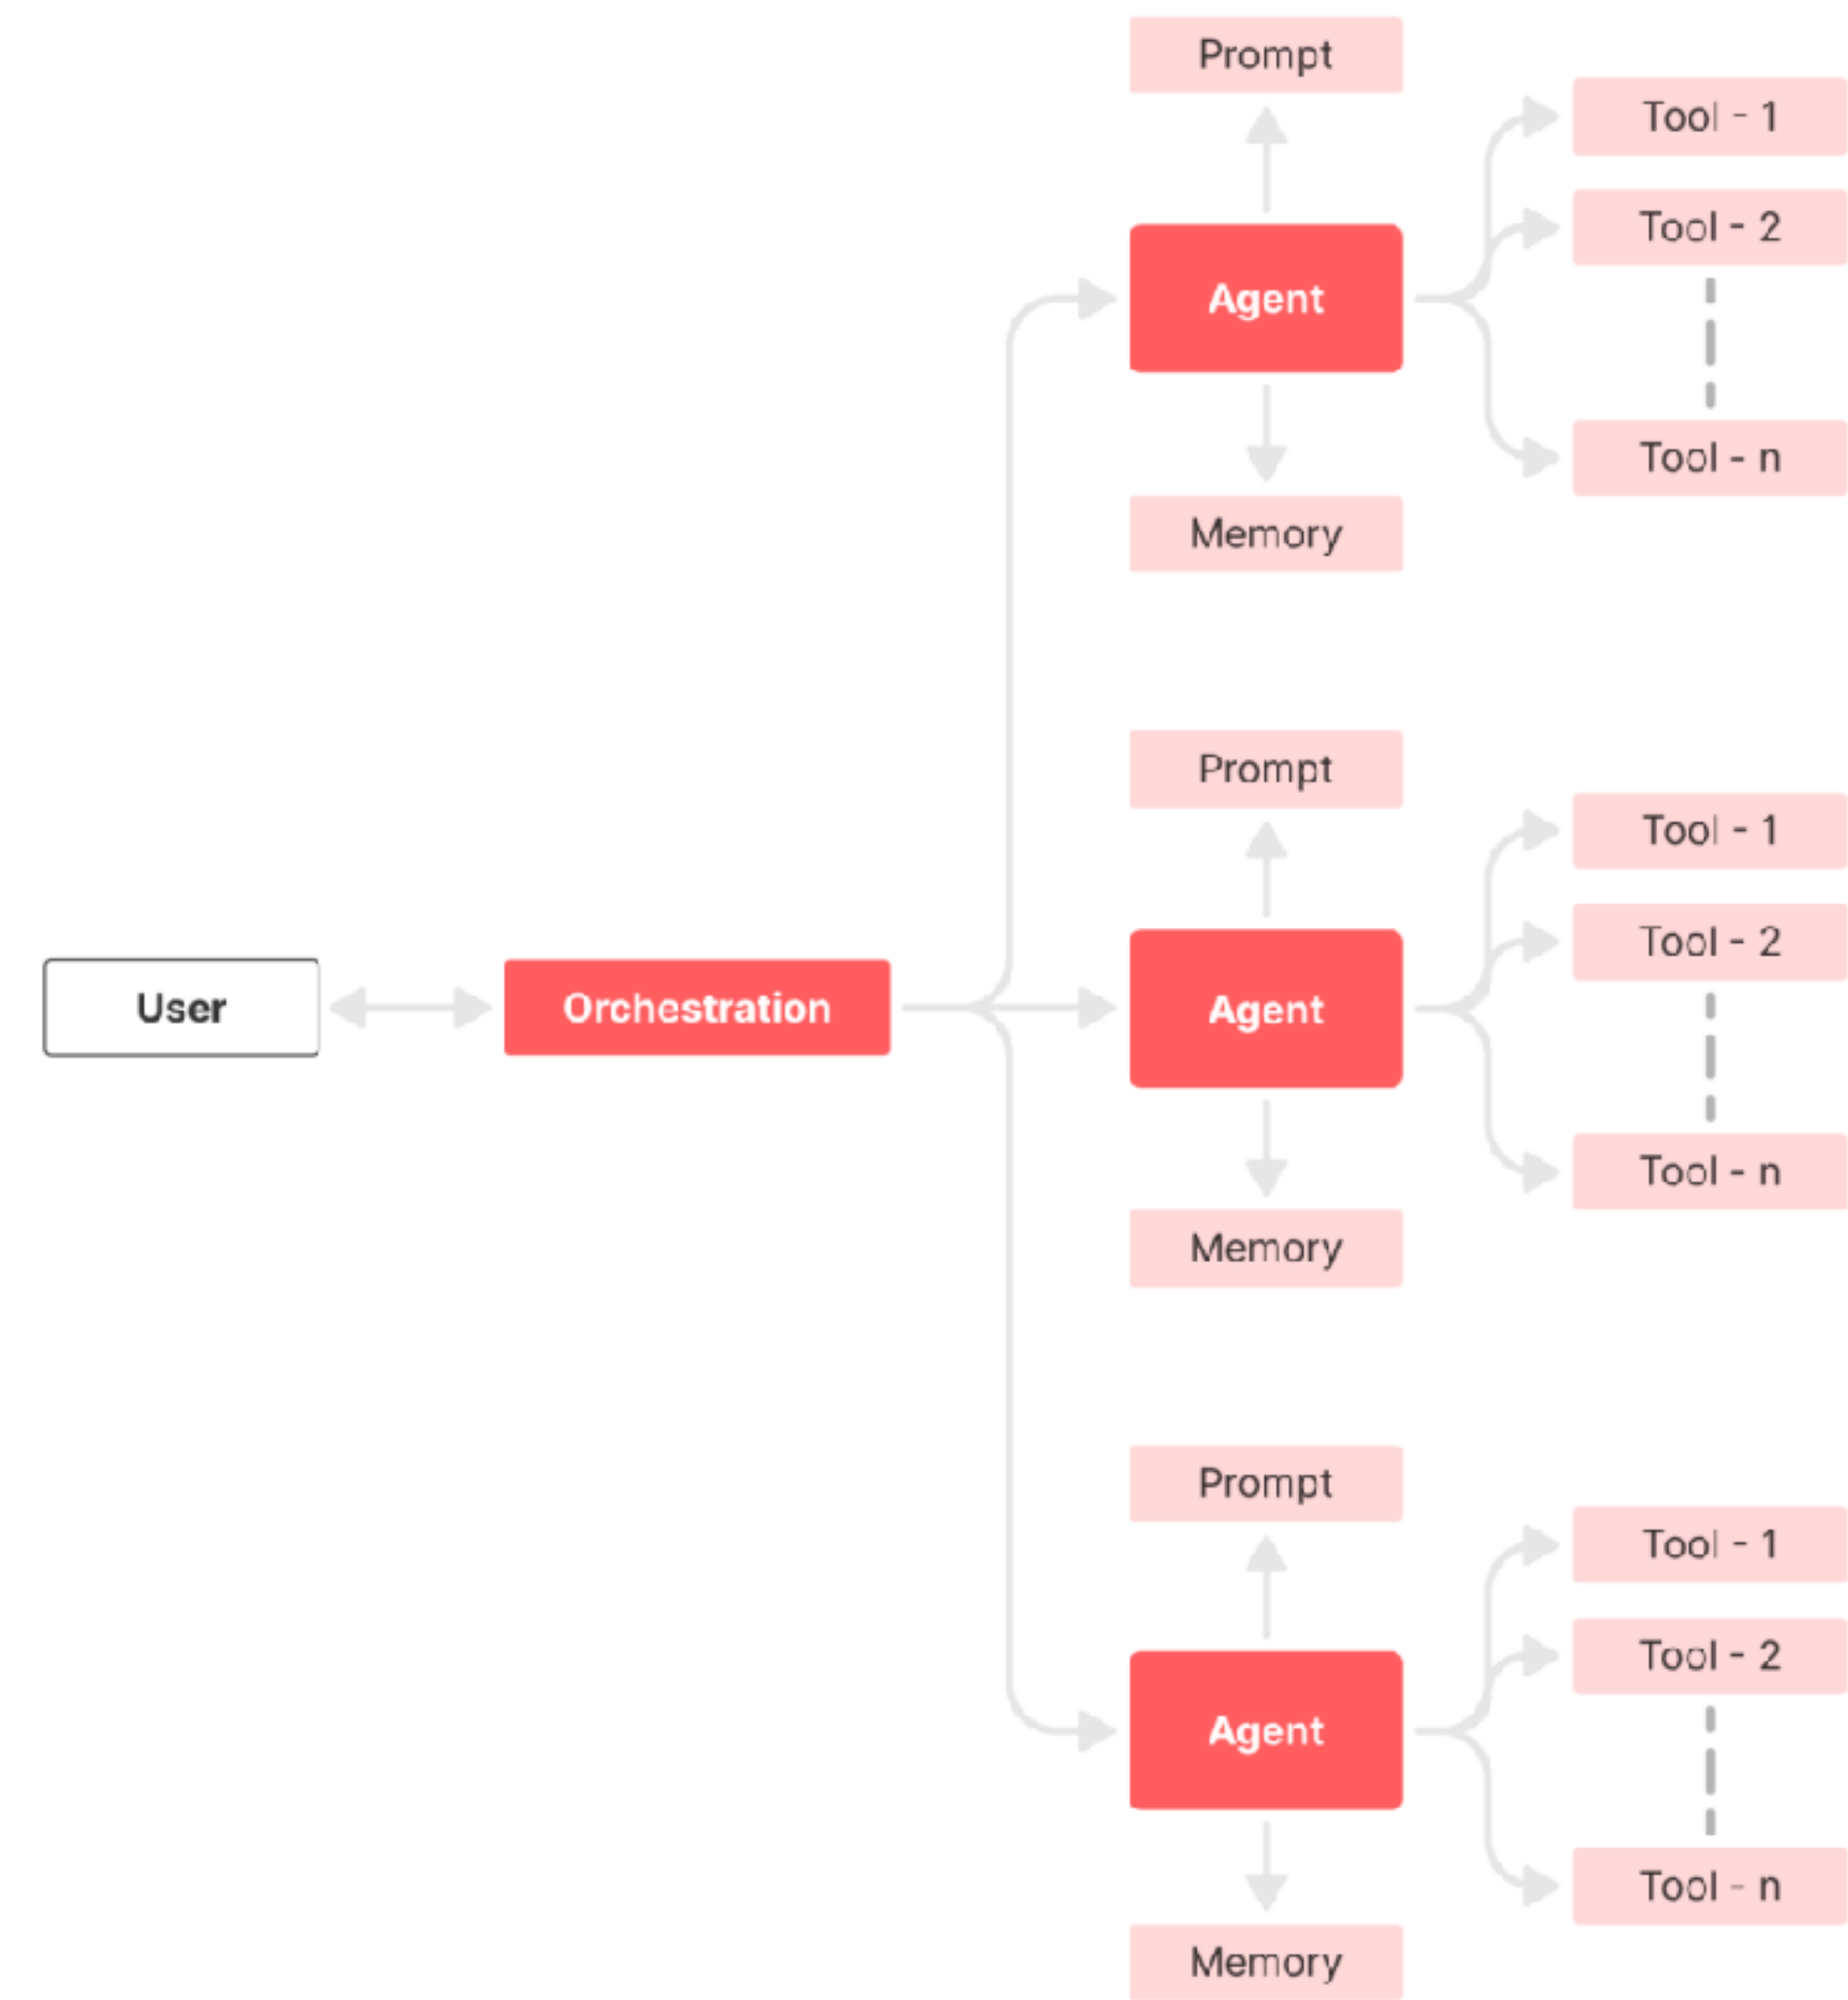 Prompt
Tool - 1
Tool - 2
Agent
Tool - n
Memory
Prompt
Tool - 1
Tool - 2
User
Orchestration
Agent
Tool - n
Memory
Prompt
Tool - 1
Tool - 2
Agent
Tool - n
Memory